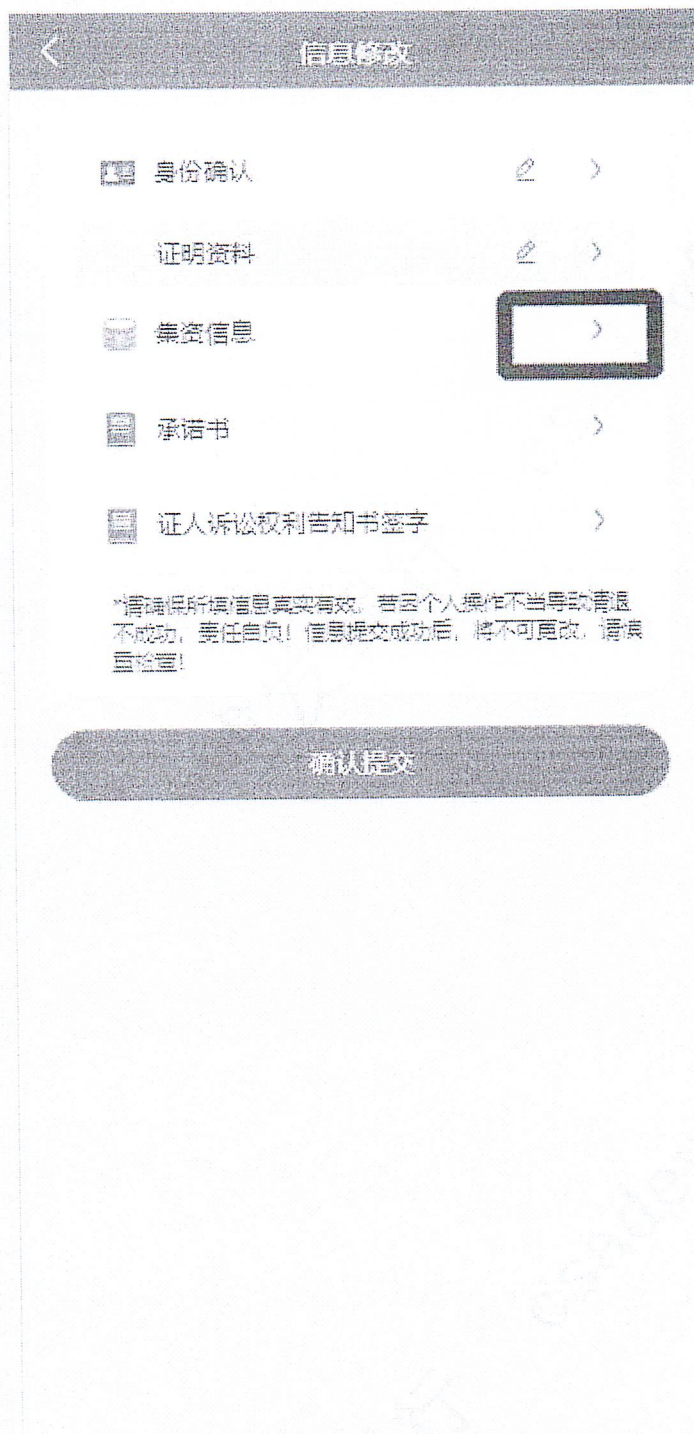 信息修改
身份确认
证明资料
集资信息
承诺书
证人诉讼权利告知书签字
*请确保所填信息真实有效，若因个人操作不当导致清退
不成功，责任自负！信息提交成功后，将不可更改，请慎
重检查！
确认提交